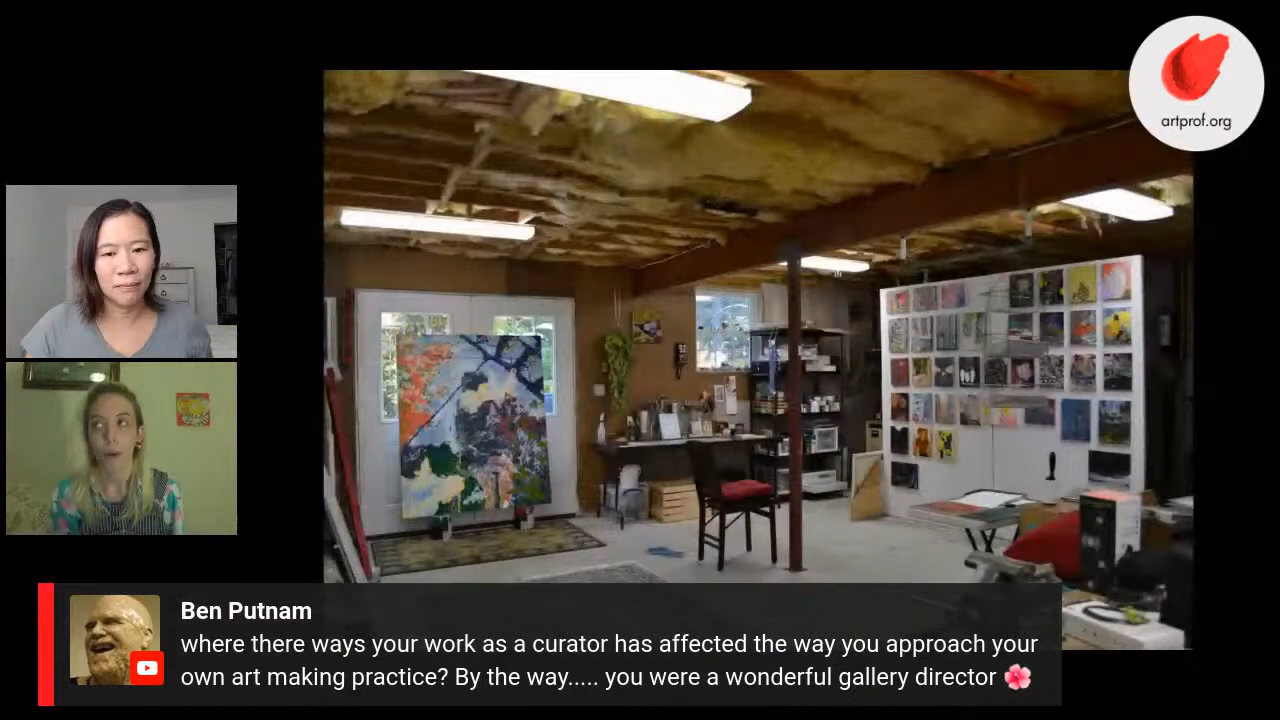 artprof.org
Ben Putnam
where there ways your work as a curator has affected the way you approach your
own art making practice? By the way..... you were a wonderful gallery director 🌺